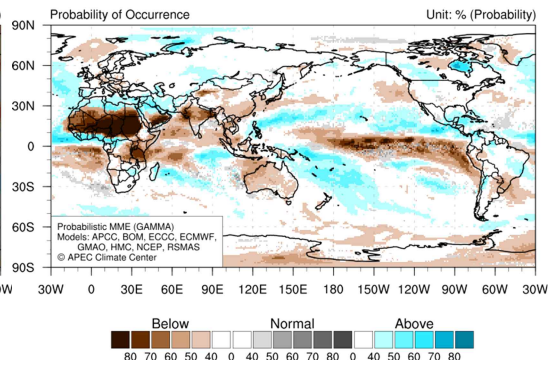 Probability of Occurrence Unit: % (Probability)
90N
60N
30N
0
30S
60S
90S
Probabilistic MME (GAMMA)
Models: APCC, BOM, ECCC, ECMWF,
GMAO, HMC, NCEP, RSMAS
© APEC Climate Center
0W 30W 0 30E 60E 90E 120E 150E 180 150W 120W 90W 60W 30W
Below Normal Above
80 70 60 50 40 0 40 50 60 70 80 0 40 50 60 70 80